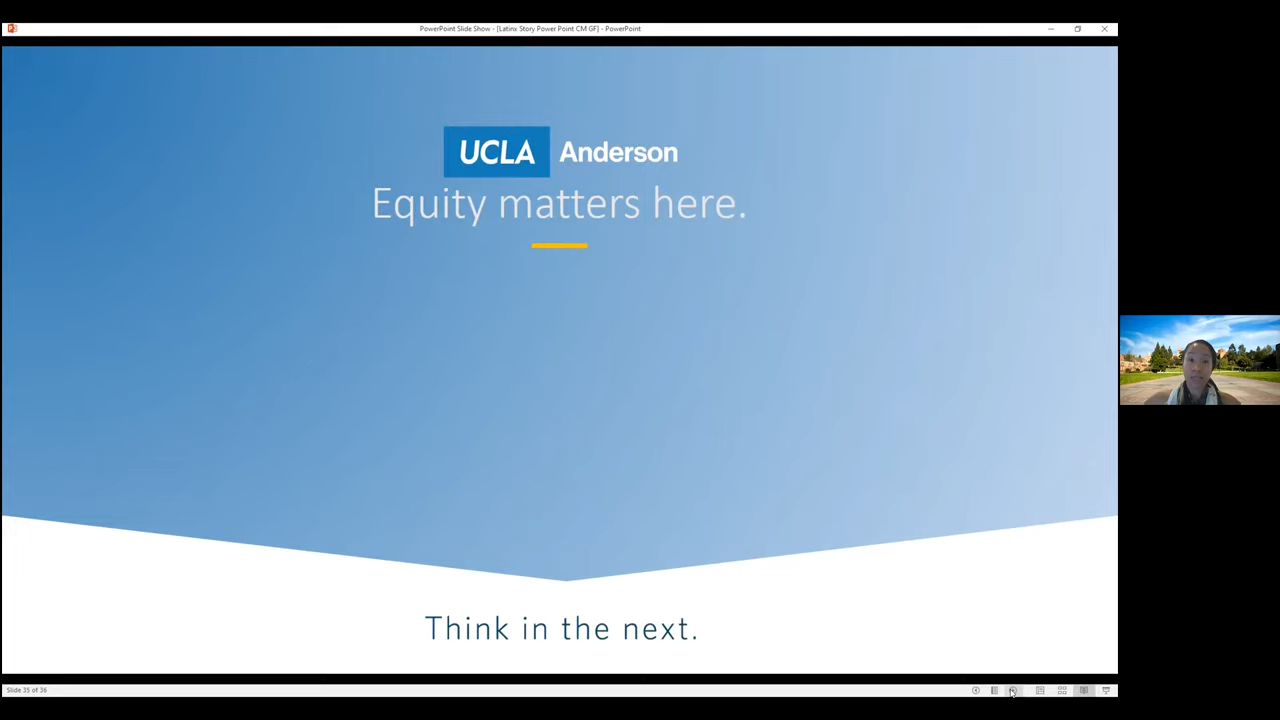 PowerPoint Slide Show - [Latinx Story Power Point CM GF] - PowerPoint
UCLA Anderson
Equity matters here.
Think in the next.
Slide 35 of 36